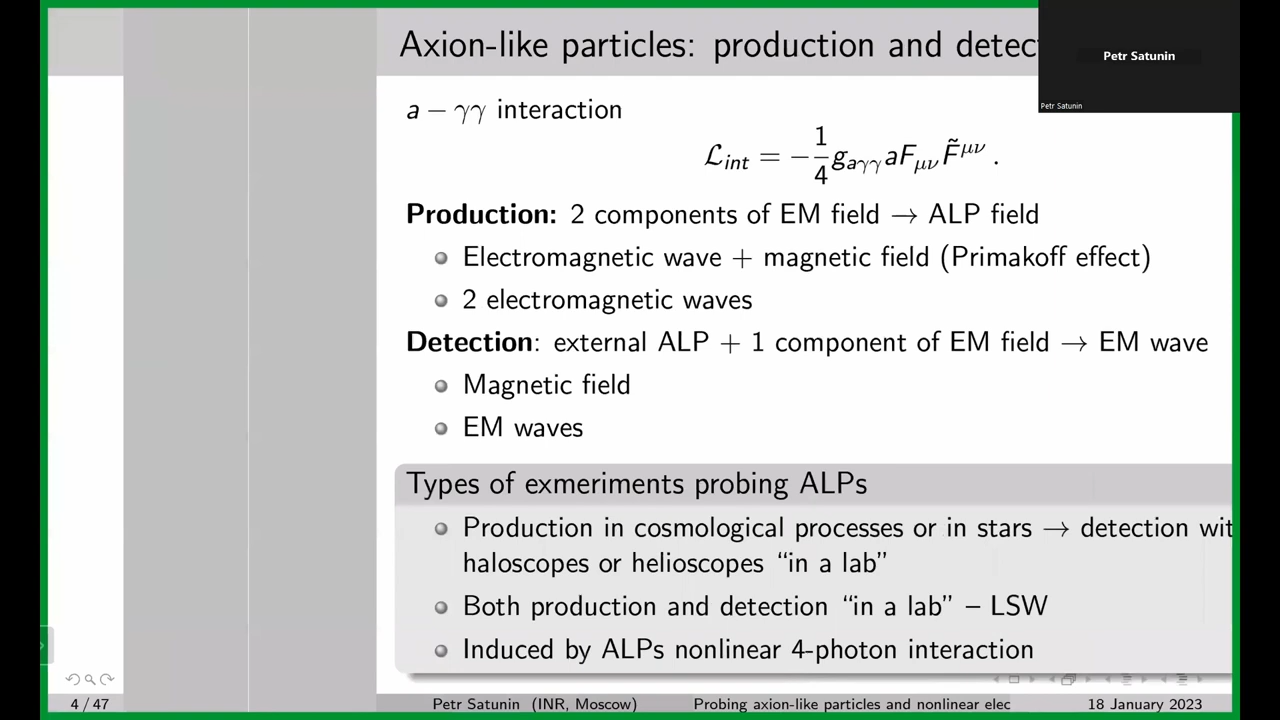 Axion-like particles: production and detec
Petr Satunin
Petr Satunin
a − γγ interaction
ℒ_int = −1/4 g_{aγγ} a F_{μν} F̃^{μν} .
Production: 2 components of EM field → ALP field
Electromagnetic wave + magnetic field (Primakoff effect)
2 electromagnetic waves
Detection: external ALP + 1 component of EM field → EM wave
Magnetic field
EM waves
Types of exmeriments probing ALPs
Production in cosmological processes or in stars → detection wit
haloscopes or helioscopes “in a lab”
Both production and detection “in a lab” – LSW
Induced by ALPs nonlinear 4-photon interaction
4 / 47
Petr Satunin (INR, Moscow)
Probing axion-like particles and nonlinear elec
18 January 2023